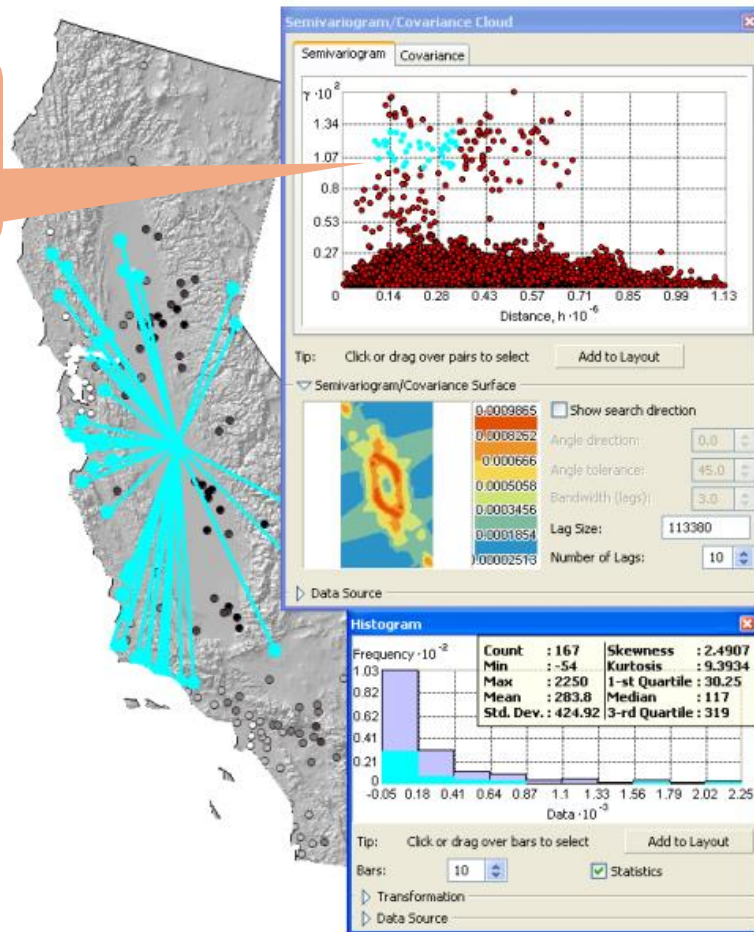 Semivariogram/Covariance Cloud
Semivariogram Covariance
γ·10²
1.34
1.07
0.8
0.53
0.27
0 0.14 0.28 0.43 0.57 0.71 0.85 0.99 1.13
Distance, h·10⁻⁶
Tip: Click or drag over pairs to select Add to Layout
Semivariogram/Covariance Surface
0.0009865
0.0008262
0.000666
0.0005058
0.0003456
0.0001854
0.00002513
Show search direction
Angle direction: 0.0
Angle tolerance: 45.0
Bandwidth (lags): 3.0
Lag Size: 113380
Number of Lags: 10
Data Source
Histogram
Frequency·10⁻²
1.03
0.82
0.62
0.41
0.21
0
-0.05 0.18 0.41 0.64 0.87 1.1 1.33 1.56 1.79 2.02 2.25
Data·10⁻³
Count : 167 Skewness : 2.4907
Min : -54 Kurtosis : 9.3934
Max : 2250 1-st Quartile : 30.25
Mean : 283.8 Median : 117
Std. Dev. : 424.92 3-rd Quartile : 319
Tip: Click or drag over bars to select Add to Layout
Bars: 10 Statistics
Transformation
Data Source